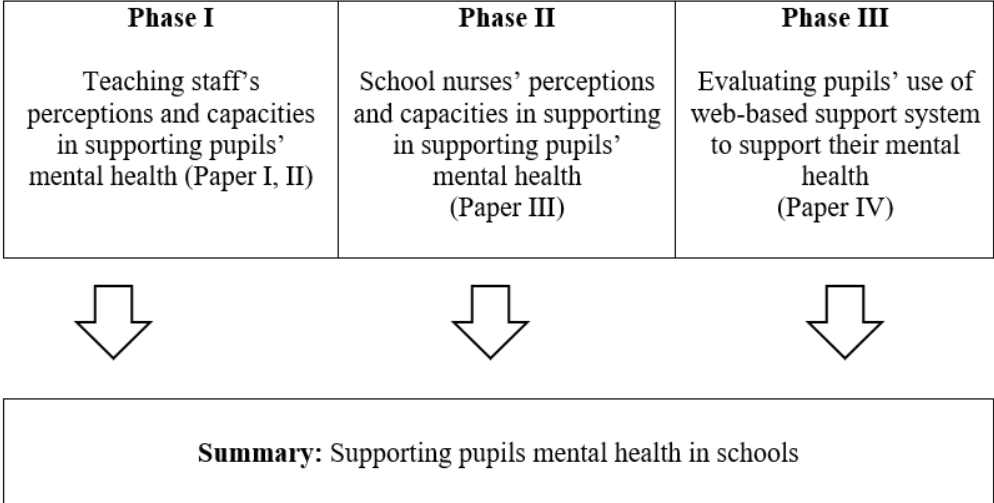 Phase I
Teaching staff's
perceptions and capacities
in supporting pupils'
mental health (Paper I, II)
Phase II
School nurses' perceptions
and capacities in supporting
in supporting pupils'
mental health
(Paper III)
Phase III
Evaluating pupils' use of
web-based support system
to support their mental
health
(Paper IV)
Summary: Supporting pupils mental health in schools